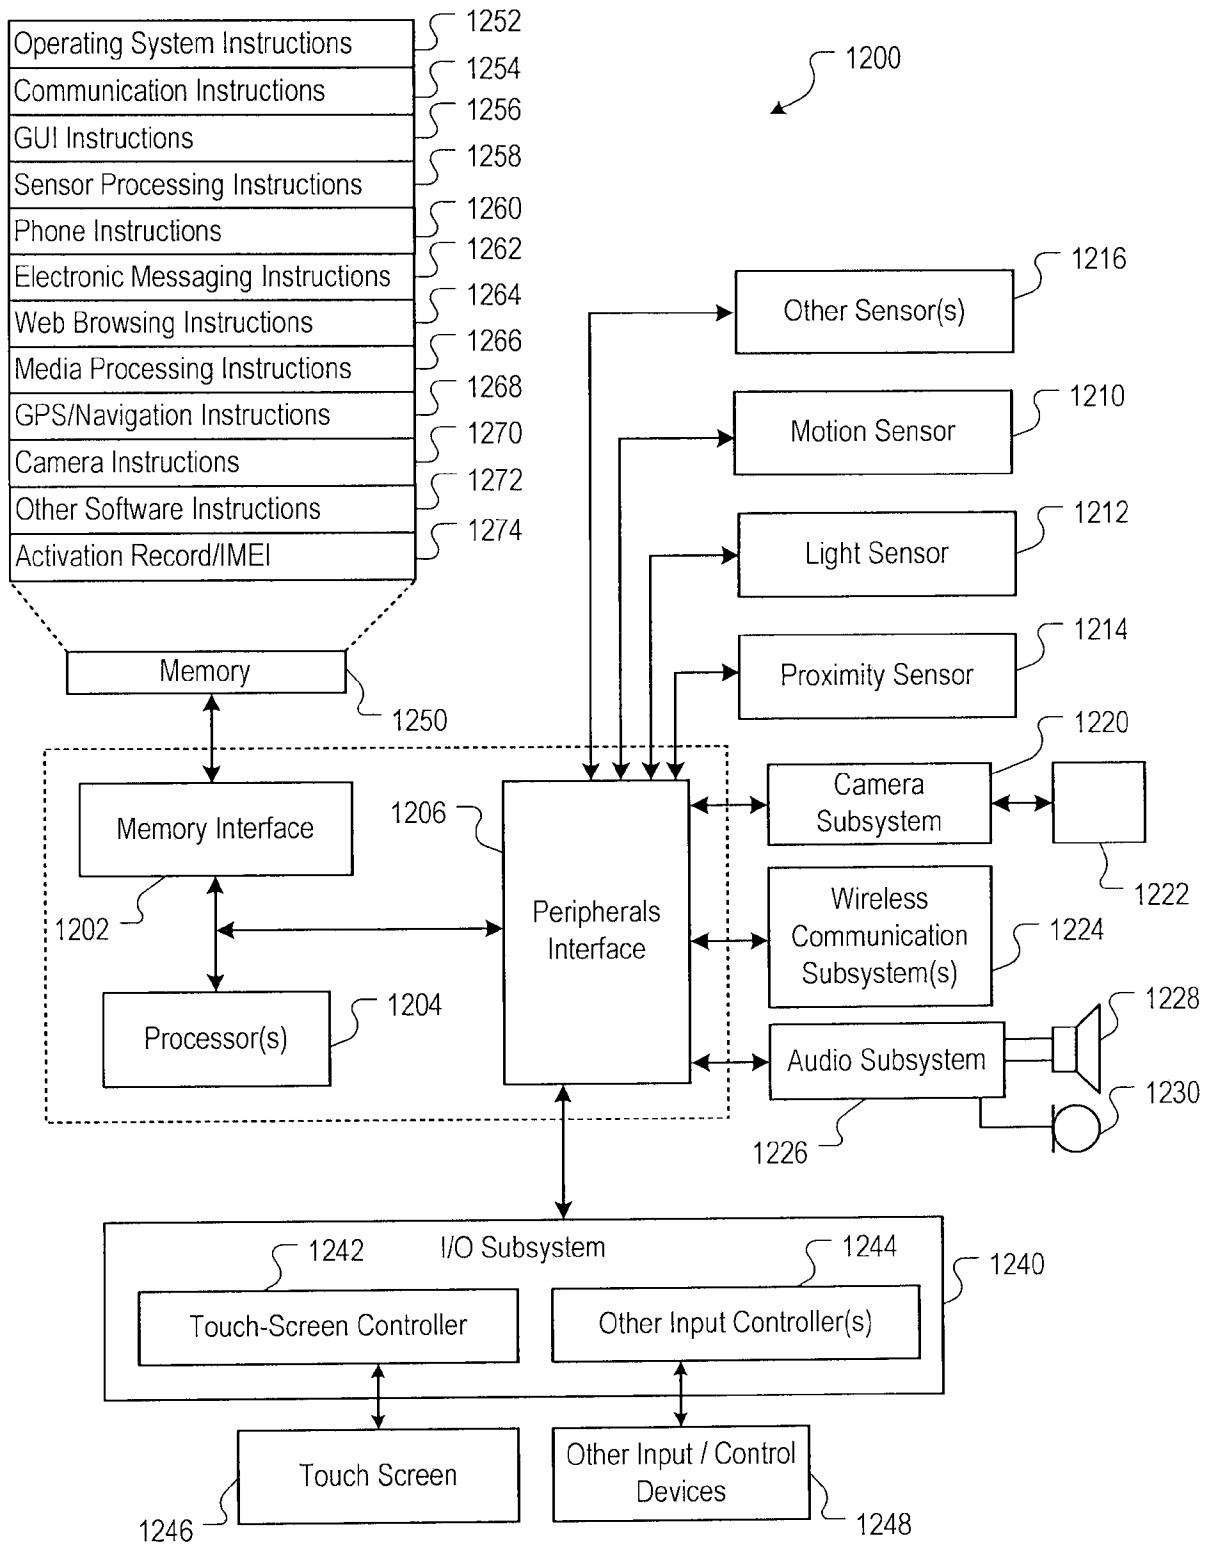 Operating System Instructions
1252
Communication Instructions
1254
GUI Instructions
1256
Sensor Processing Instructions
1258
Phone Instructions
1260
Electronic Messaging Instructions
1262
Web Browsing Instructions
1264
Media Processing Instructions
1266
GPS/Navigation Instructions
1268
Camera Instructions
1270
Other Software Instructions
1272
Activation Record/IMEI
1274
1200
Other Sensor(s)
1216
Motion Sensor
1210
Light Sensor
1212
Proximity Sensor
1214
Memory
1250
Memory Interface
1202
Processor(s)
1204
Peripherals
Interface
1206
Camera
Subsystem
1220
1222
Wireless
Communication
Subsystem(s)
1224
Audio Subsystem
1226
1228
1230
I/O Subsystem
1240
Touch-Screen Controller
1242
Other Input Controller(s)
1244
Touch Screen
1246
Other Input / Control
Devices
1248